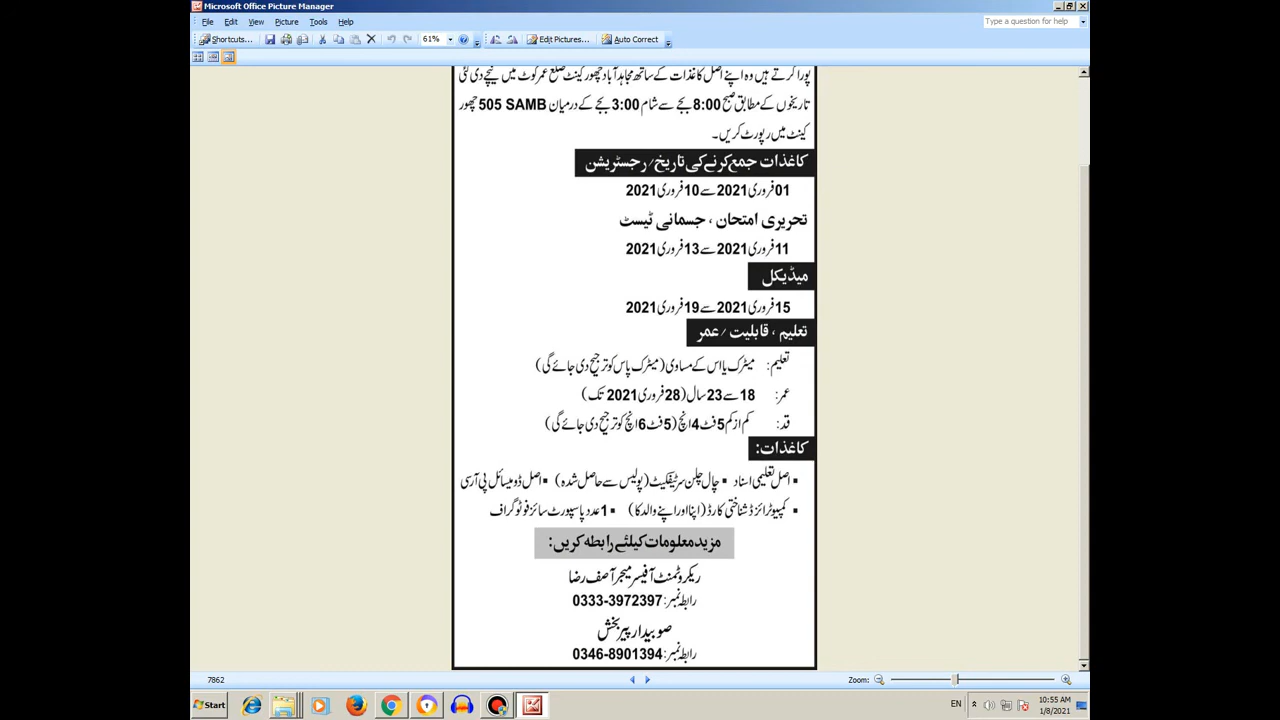 Microsoft Office Picture Manager
File Edit View Picture Tools Help
Type a question for help
Shortcuts... 61% Edit Pictures... Auto Correct
پورا کرتے ہیں وہ اپنے اصل کاغذات کے ساتھ مجاہد آباد چھور کینٹ ضلع عمر کوٹ میں نیچے دی گئی
تاریخوں کے مطابق صبح 8:00 بجے سے شام 3:00 بجے کے درمیان 505 SAMB چھور
کینٹ میں رپورٹ کریں۔
کاغذات جمع کرنے کی تاریخ / رجسٹریشن
01 فروری 2021 سے 10 فروری 2021
تحریری امتحان ، جسمانی ٹیسٹ
11 فروری 2021 سے 13 فروری 2021
میڈیکل
15 فروری 2021 سے 19 فروری 2021
تعلیم ، قابلیت / عمر
تعلیم: میٹرک یا اس کے مساوی (میٹرک پاس کو ترجیح دی جائے گی)
عمر: 18 سے 23 سال (28 فروری 2021 تک)
قد: کم از کم 5 فٹ 4 انچ (5 فٹ 6 انچ کو ترجیح دی جائے گی)
کاغذات:
▪ اصل تعلیمی اسناد ▪ چال چلن سرٹیفکیٹ (پولیس سے حاصل شدہ) ▪ اصل ڈومیسائل پی آر سی
▪ کمپیوٹرائزڈ شناختی کارڈ (اپنا اور اپنے والد کا) ▪ 1 عدد پاسپورٹ سائز فوٹو گراف
مزید معلومات کیلئے رابطہ کریں:
ریکروٹمنٹ آفیسر میجر آصف رضا
رابطہ نمبر: 0333-3972397
صوبیدار پیر بخش
رابطہ نمبر: 0346-8901394
7862 Zoom:
Start EN 10:55 AM
1/8/2021